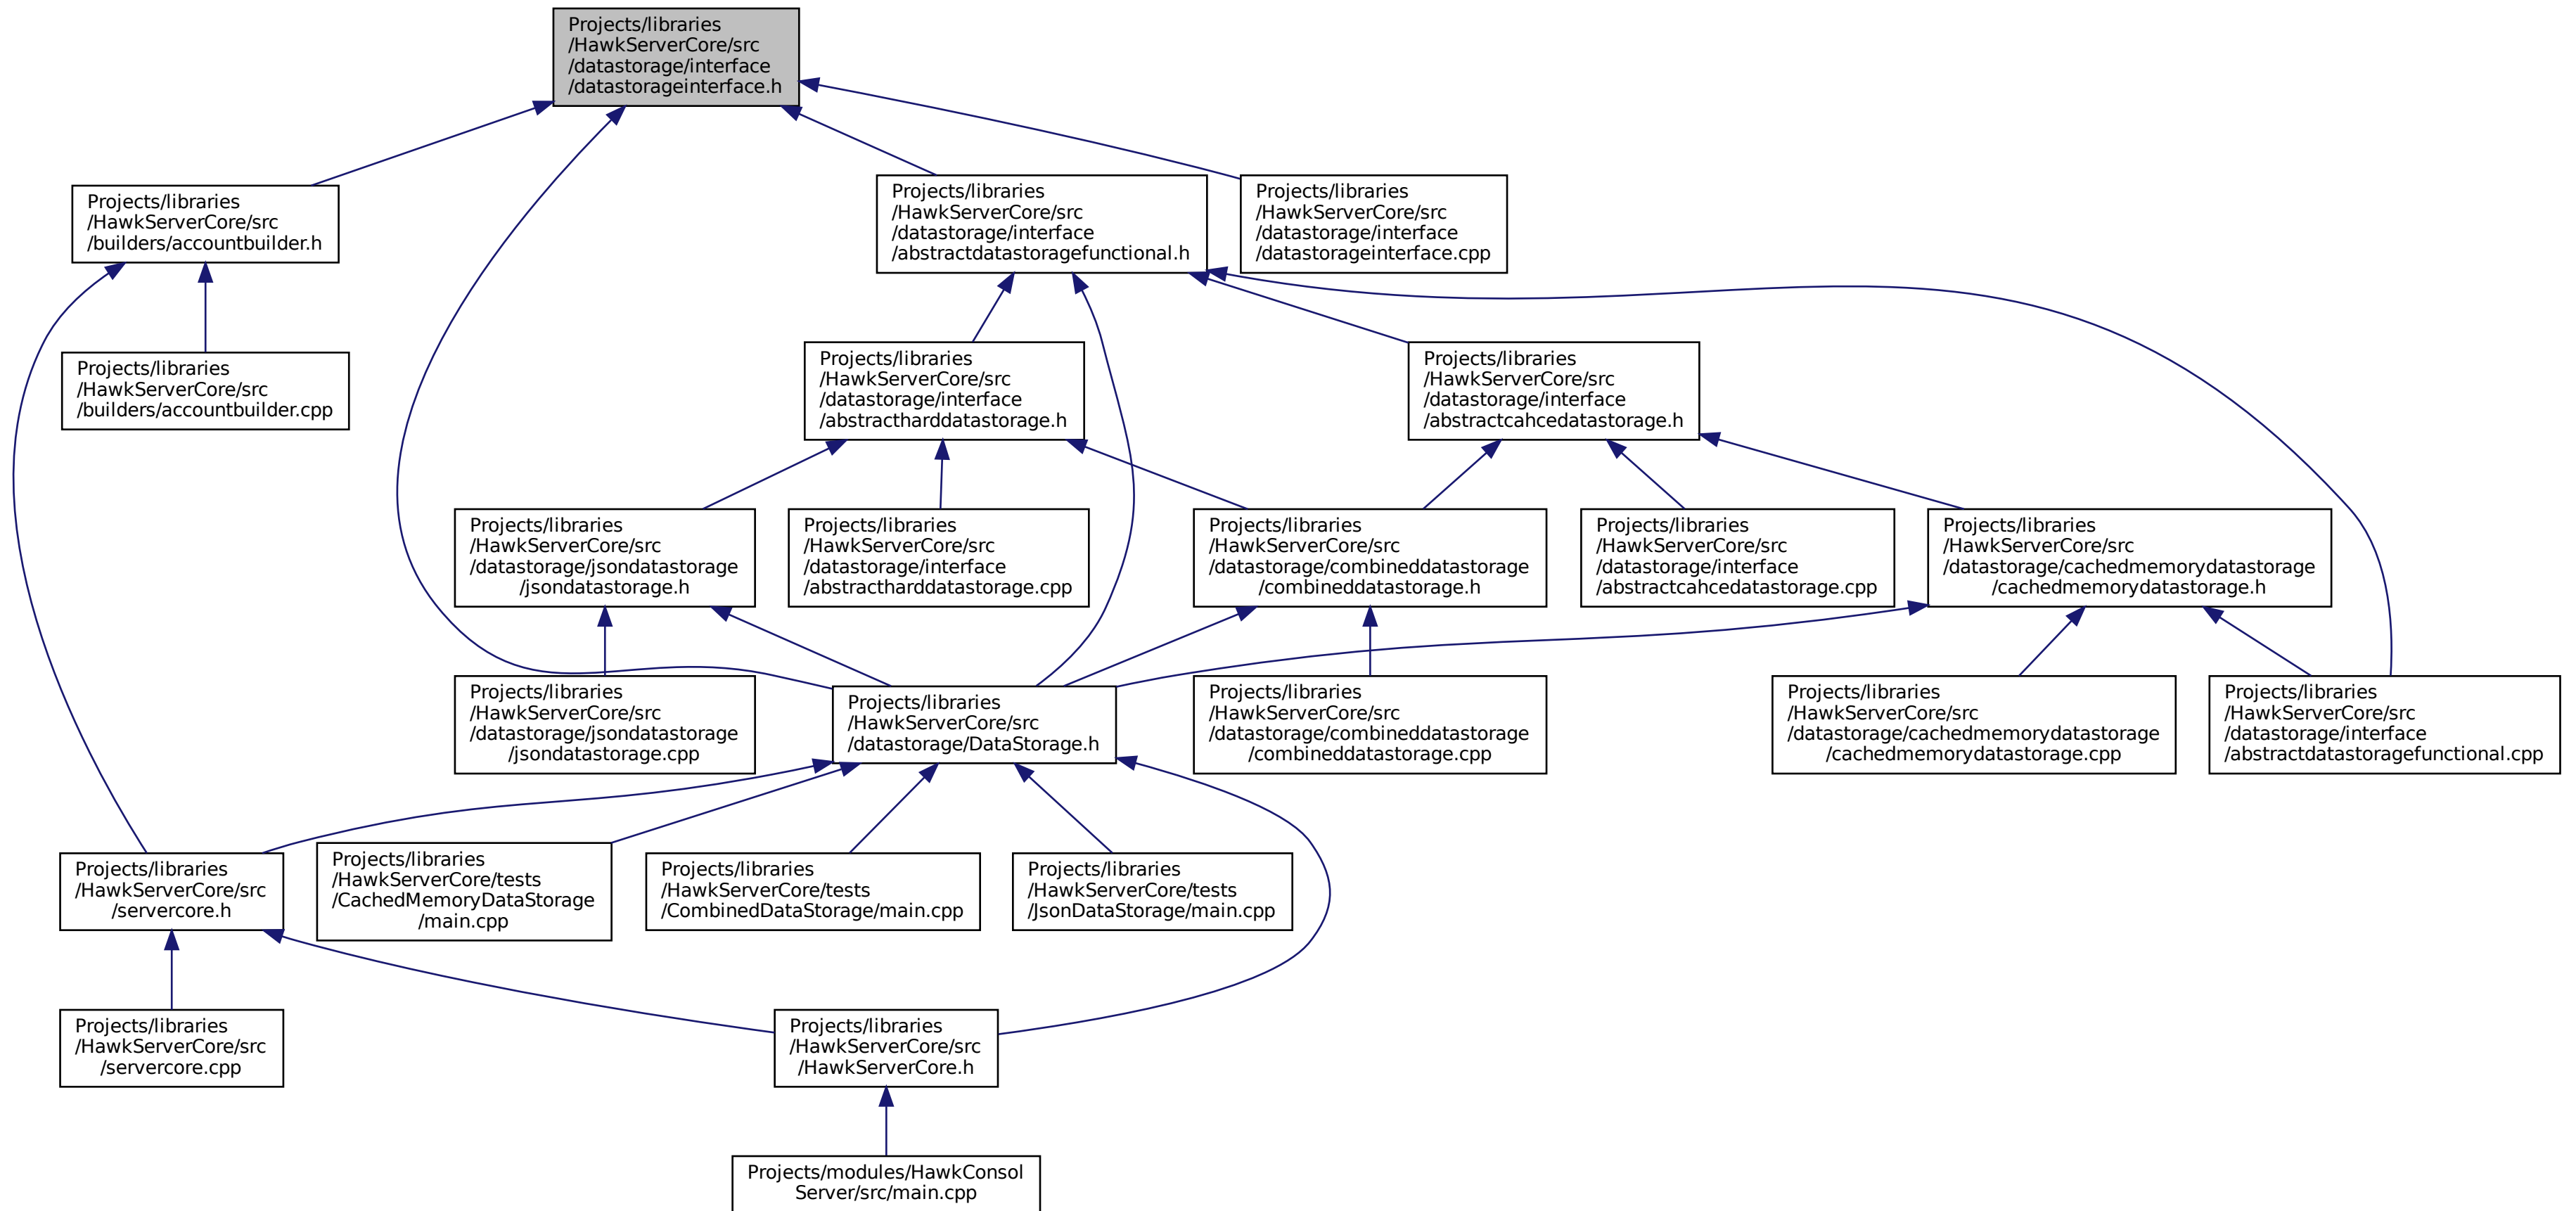 Projects/libraries
/HawkServerCore/src
/datastorage/interface
/datastorageinterface.h
Projects/libraries
/HawkServerCore/src
/builders/accountbuilder.h
Projects/libraries
/HawkServerCore/src
/datastorage/interface
/abstractdatastoragefunctional.h
Projects/libraries
/HawkServerCore/src
/datastorage/interface
/datastorageinterface.cpp
Projects/libraries
/HawkServerCore/src
/builders/accountbuilder.cpp
Projects/libraries
/HawkServerCore/src
/datastorage/interface
/abstractharddatastorage.h
Projects/libraries
/HawkServerCore/src
/datastorage/interface
/abstractcahcedatastorage.h
Projects/libraries
/HawkServerCore/src
/datastorage/jsondatastorage
/jsondatastorage.h
Projects/libraries
/HawkServerCore/src
/datastorage/interface
/abstractharddatastorage.cpp
Projects/libraries
/HawkServerCore/src
/datastorage/combineddatastorage
/combineddatastorage.h
Projects/libraries
/HawkServerCore/src
/datastorage/interface
/abstractcahcedatastorage.cpp
Projects/libraries
/HawkServerCore/src
/datastorage/cachedmemorydatastorage
/cachedmemorydatastorage.h
Projects/libraries
/HawkServerCore/src
/datastorage/jsondatastorage
/jsondatastorage.cpp
Projects/libraries
/HawkServerCore/src
/datastorage/DataStorage.h
Projects/libraries
/HawkServerCore/src
/datastorage/combineddatastorage
/combineddatastorage.cpp
Projects/libraries
/HawkServerCore/src
/datastorage/cachedmemorydatastorage
/cachedmemorydatastorage.cpp
Projects/libraries
/HawkServerCore/src
/datastorage/interface
/abstractdatastoragefunctional.cpp
Projects/libraries
/HawkServerCore/src
/servercore.h
Projects/libraries
/HawkServerCore/tests
/CachedMemoryDataStorage
/main.cpp
Projects/libraries
/HawkServerCore/tests
/CombinedDataStorage/main.cpp
Projects/libraries
/HawkServerCore/tests
/JsonDataStorage/main.cpp
Projects/libraries
/HawkServerCore/src
/servercore.cpp
Projects/libraries
/HawkServerCore/src
/HawkServerCore.h
Projects/modules/HawkConsol
Server/src/main.cpp